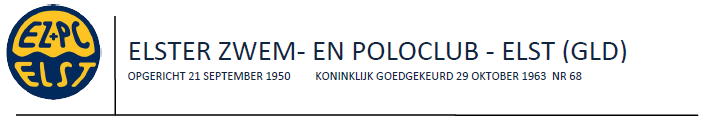 EZ+PC
ELST
ELSTER ZWEM- EN POLOCLUB - ELST (GLD)
OPGERICHT 21 SEPTEMBER 1950 KONINKLIJK GOEDGEKEURD 29 OKTOBER 1963 NR 68